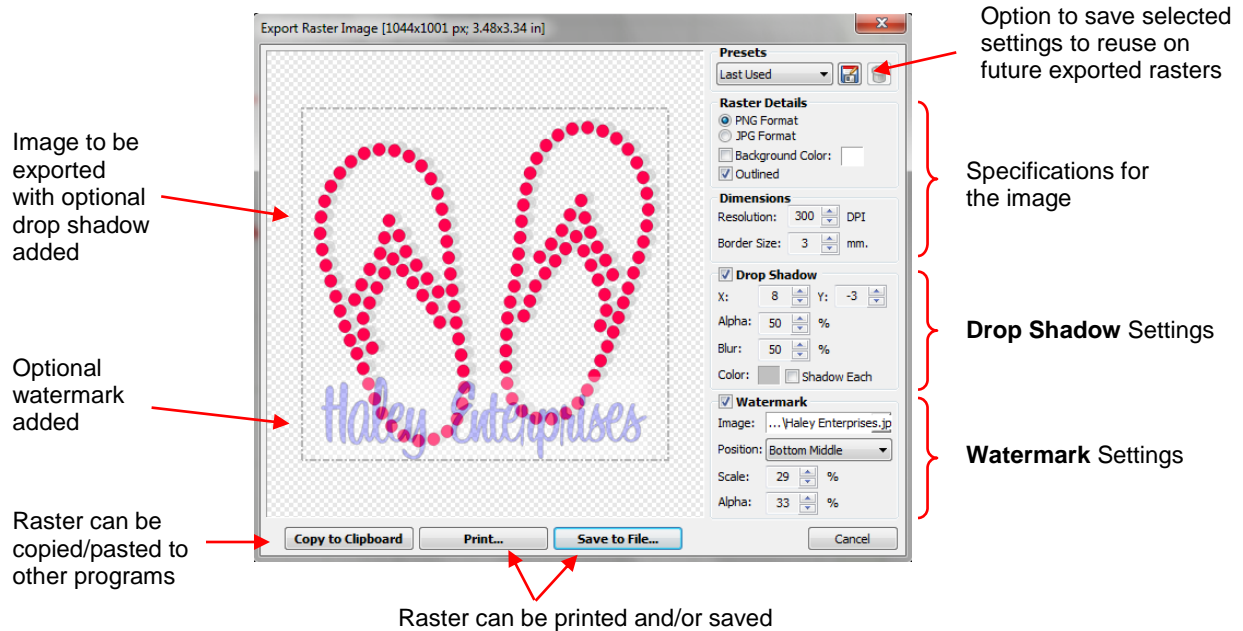 Export Raster Image [1044x1001 px; 3.48x3.34 in]
Option to save selected
settings to reuse on
future exported rasters
Presets
Last Used
Raster Details
PNG Format
JPG Format
Background Color:
Outlined
Dimensions
Resolution: 300 DPI
Border Size: 3 mm.
Specifications for
the image
Image to be
exported
with optional
drop shadow
added
Drop Shadow
X: 8 Y: -3
Alpha: 50 %
Blur: 50 %
Color: Shadow Each
Drop Shadow Settings
Optional
watermark
added
Haley Enterprises
Watermark
Image: ...\Haley Enterprises.jp
Position: Bottom Middle
Scale: 29 %
Alpha: 33 %
Watermark Settings
Raster can be
copied/pasted to
other programs
Copy to Clipboard
Print...
Save to File...
Cancel
Raster can be printed and/or saved